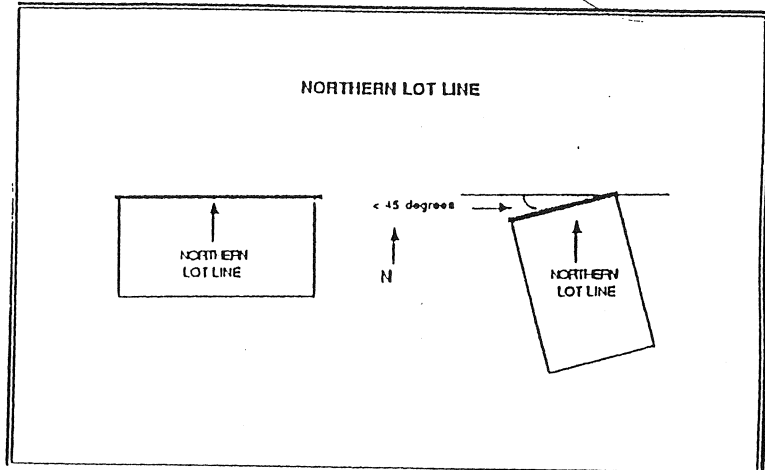 NORTHERN LOT LINE
< 45 degrees
NORTHERN
LOT LINE
N
NORTHERN
LOT LINE